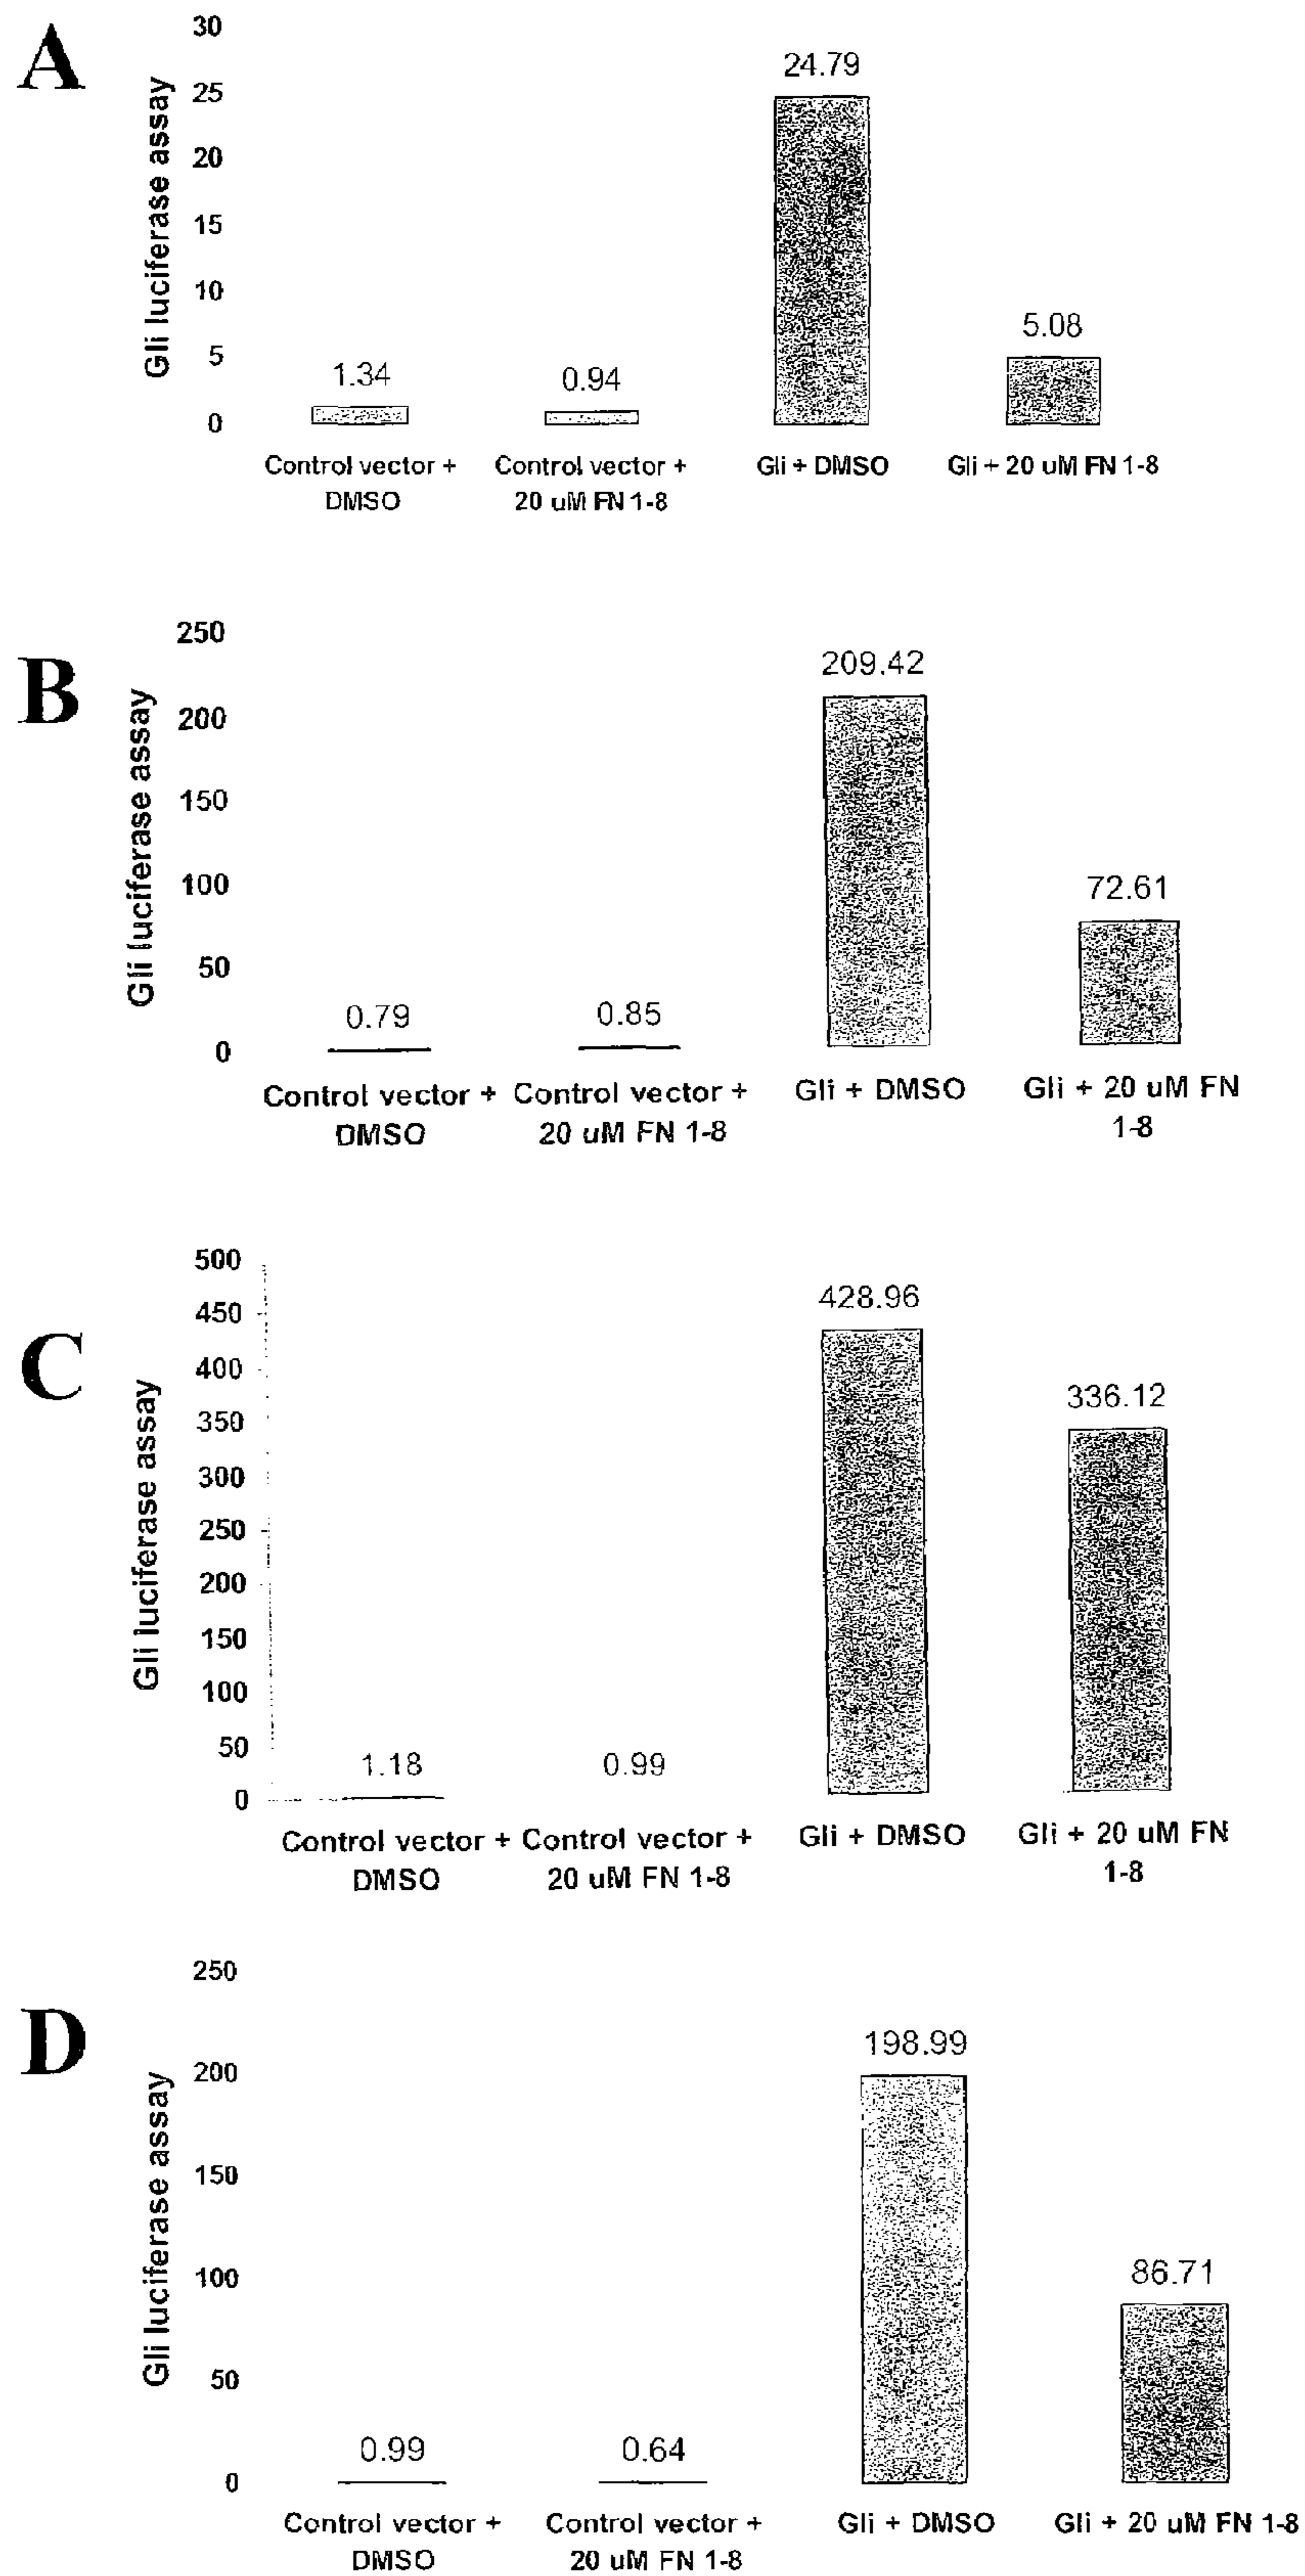 A
Gli luciferase assay
30
25
20
15
10
5
0
1.34
0.94
24.79
5.08
Control vector +
DMSO
Control vector +
20 uM FN 1-8
Gli + DMSO
Gli + 20 uM FN 1-8
B
Gli luciferase assay
250
200
150
100
50
0
0.79
0.85
209.42
72.61
Control vector +
DMSO
Control vector +
20 uM FN 1-8
Gli + DMSO
Gli + 20 uM FN
1-8
C
Gli luciferase assay
500
450
400
350
300
250
200
150
100
50
0
1.18
0.99
428.96
336.12
Control vector +
DMSO
Control vector +
20 uM FN 1-8
Gli + DMSO
Gli + 20 uM FN
1-8
D
Gli luciferase assay
250
200
150
100
50
0
0.99
0.64
198.99
86.71
Control vector +
DMSO
Control vector +
20 uM FN 1-8
Gli + DMSO
Gli + 20 uM FN 1-8